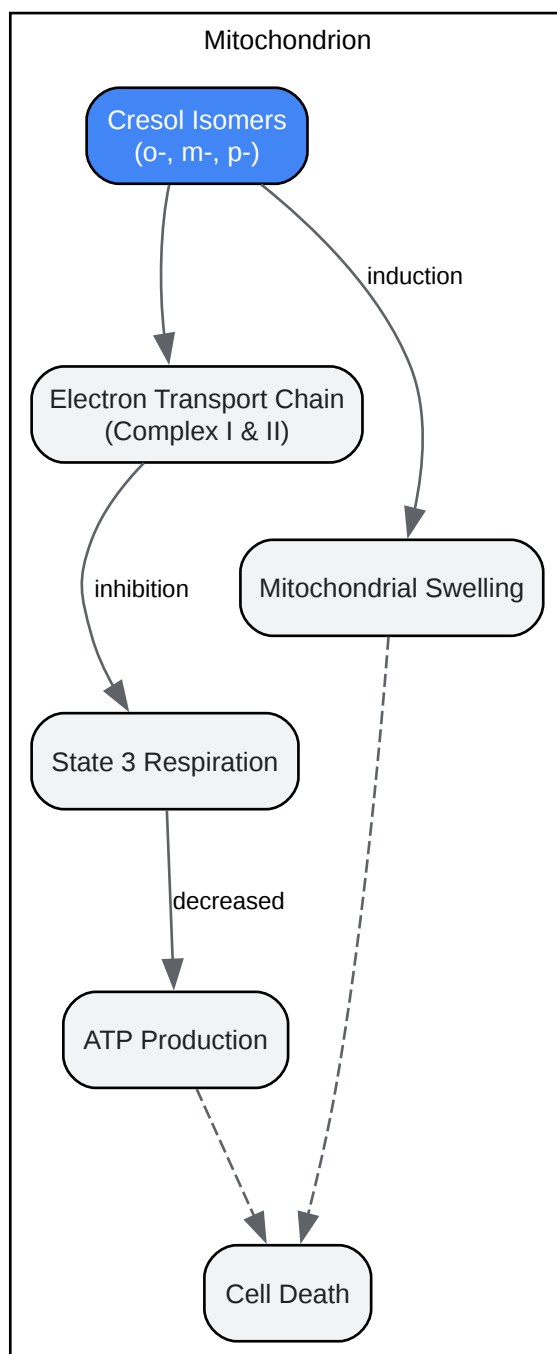 Mitochondrion
Cresol Isomers
(o-, m-, p-)
induction
Electron Transport Chain
(Complex I & II)
inhibition
Mitochondrial Swelling
State 3 Respiration
decreased
ATP Production
Cell Death